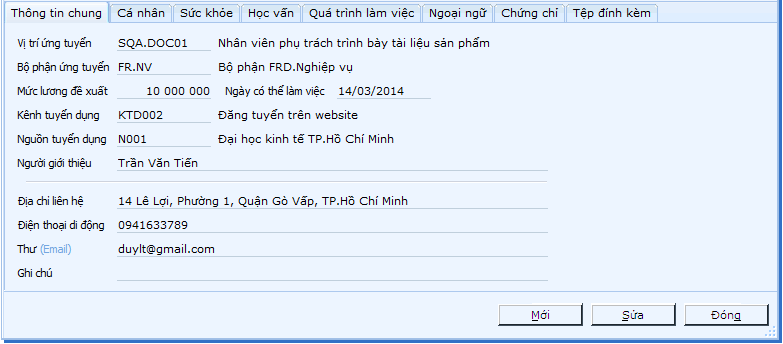 Thông tin chung Cá nhân Sức khỏe Học vấn Quá trình làm việc Ngoại ngữ Chứng chỉ Tệp đính kèm
Vị trí ứng tuyển SQA.DOC01 Nhân viên phụ trách trình bày tài liệu sản phẩm
Bộ phận ứng tuyển FR.NV Bộ phận FRD.Nghiệp vụ
Mức lương đề xuất 10 000 000 Ngày có thể làm việc 14/03/2014
Kênh tuyển dụng KTD002 Đăng tuyển trên website
Nguồn tuyển dụng N001 Đại học kinh tế TP.Hồ Chí Minh
Người giới thiệu Trần Văn Tiến
Địa chỉ liên hệ 14 Lê Lợi, Phường 1, Quận Gò Vấp, TP.Hồ Chí Minh
Điện thoại di động 0941633789
Thư (Email) duylt@gmail.com
Ghi chú
Mới Sửa Đóng